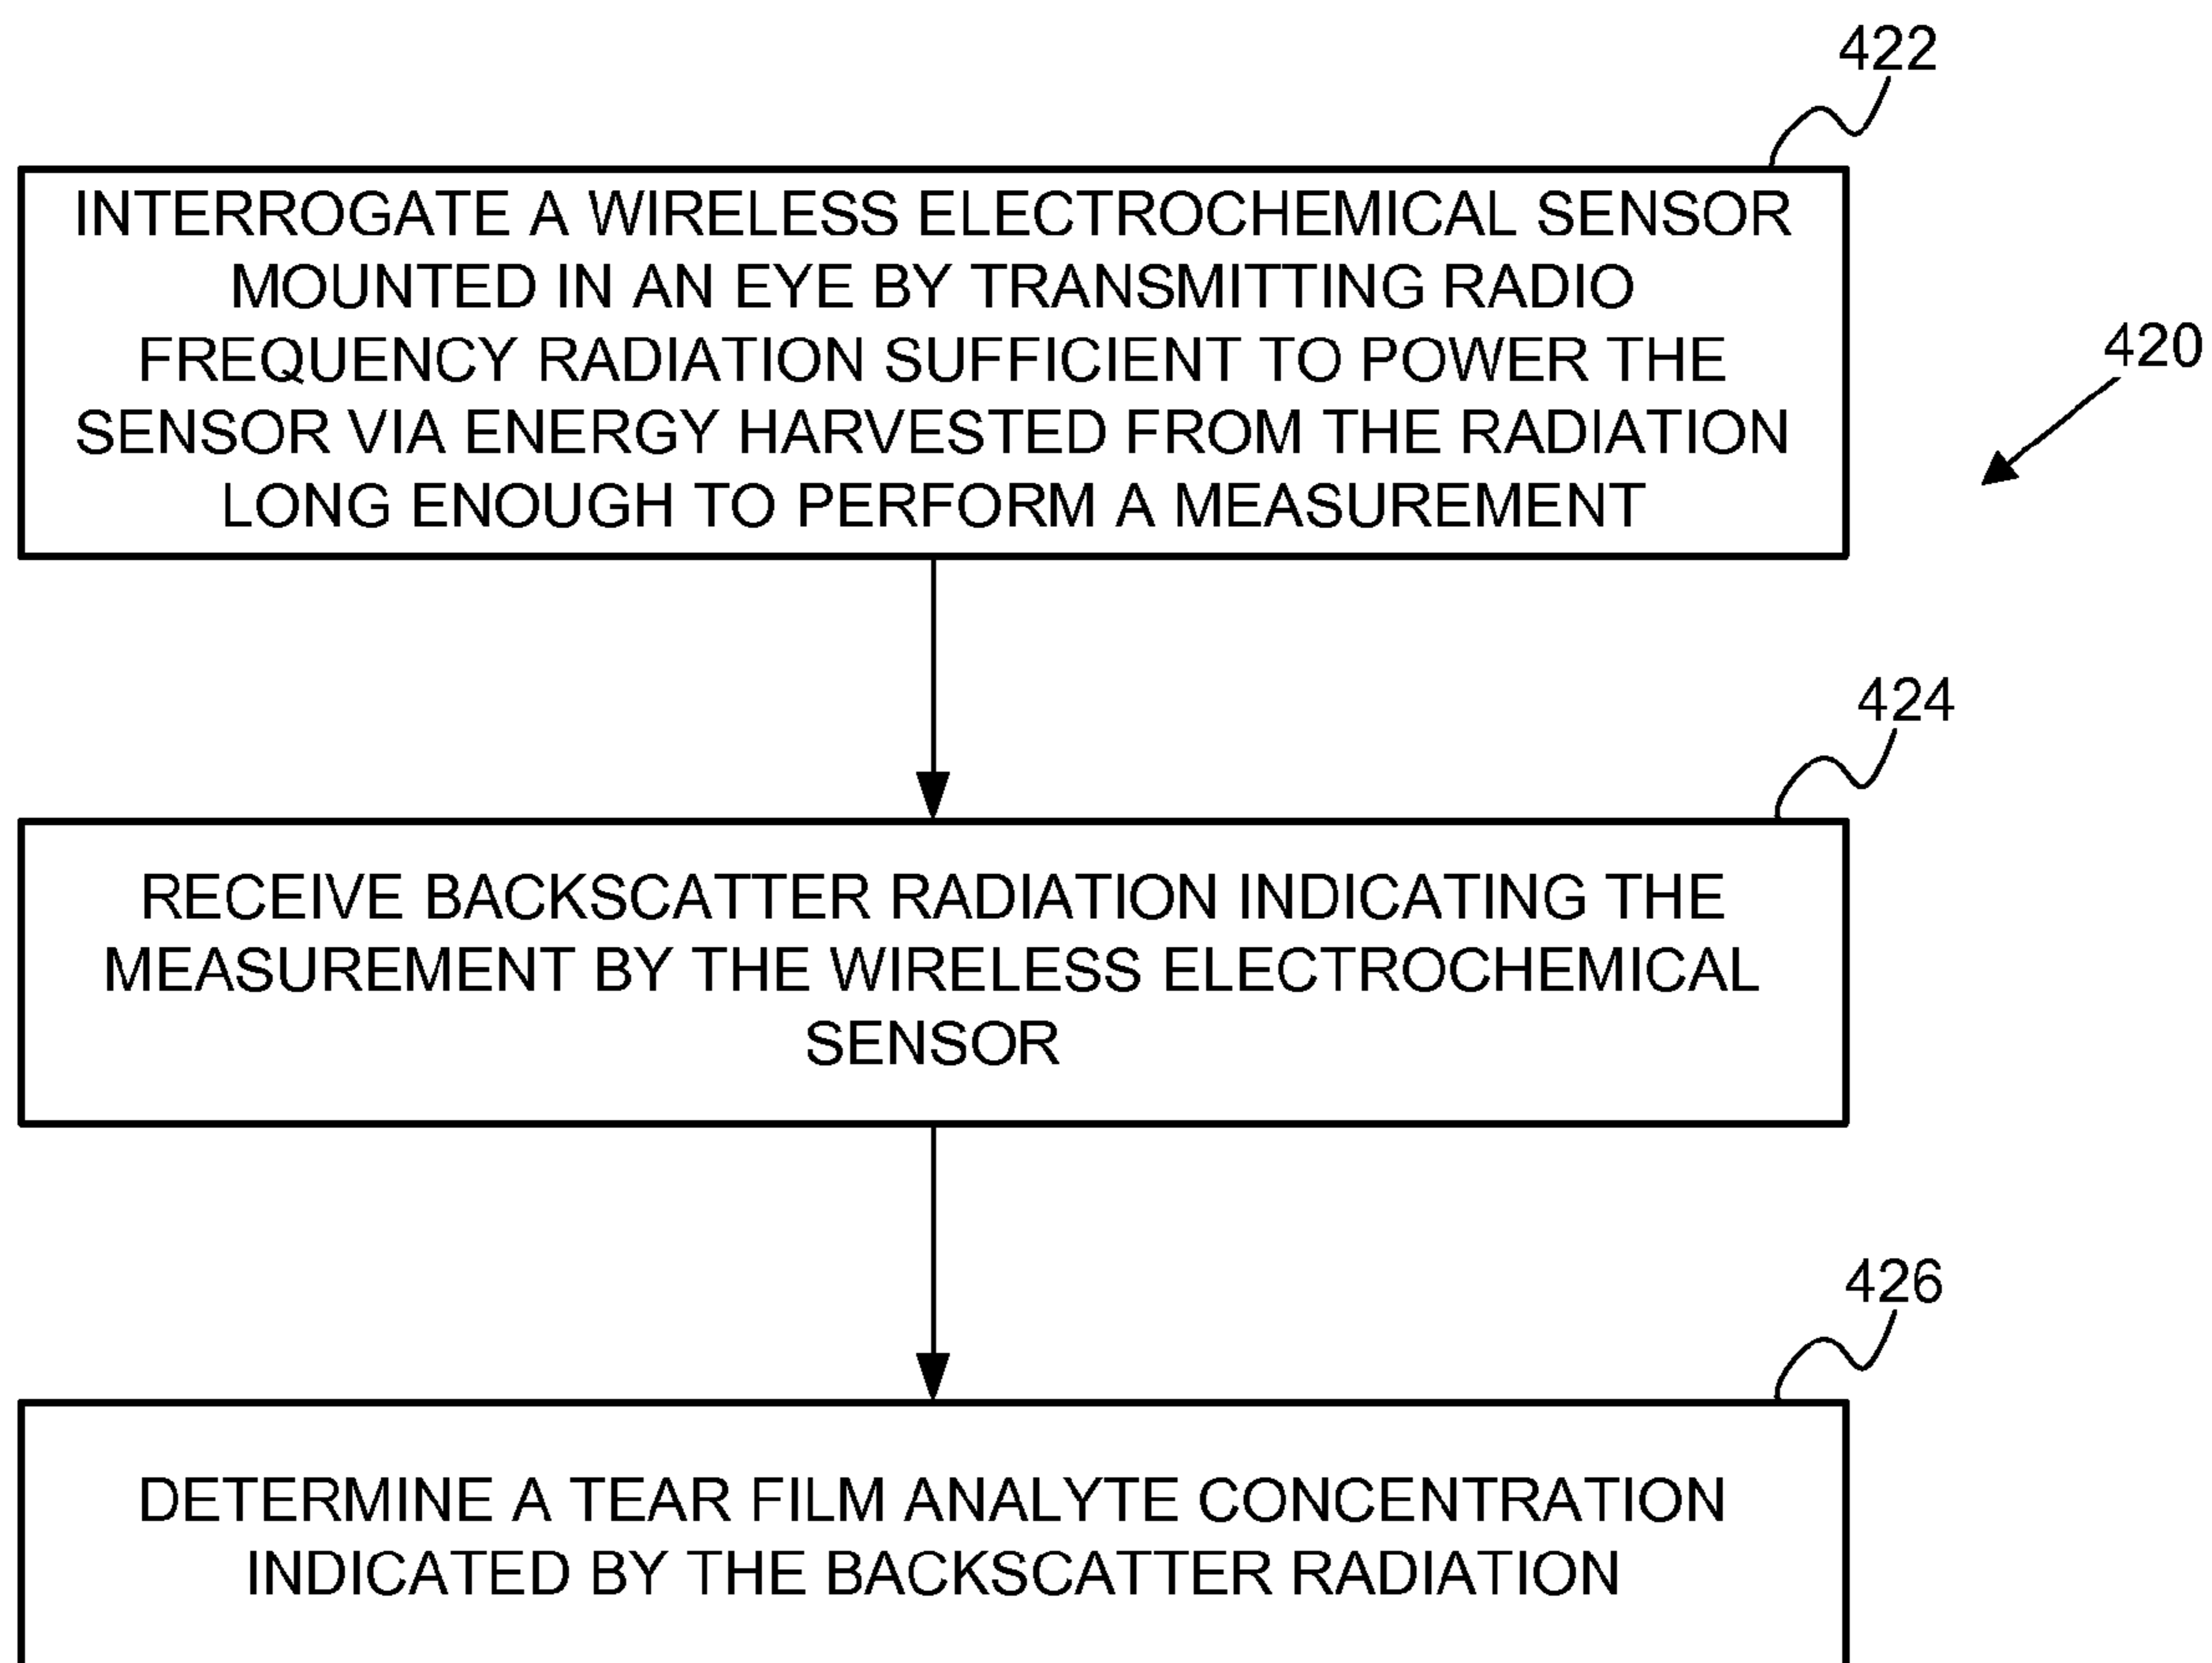 422
INTERROGATE A WIRELESS ELECTROCHEMICAL SENSOR
MOUNTED IN AN EYE BY TRANSMITTING RADIO
FREQUENCY RADIATION SUFFICIENT TO POWER THE
SENSOR VIA ENERGY HARVESTED FROM THE RADIATION
LONG ENOUGH TO PERFORM A MEASUREMENT
420
424
RECEIVE BACKSCATTER RADIATION INDICATING THE
MEASUREMENT BY THE WIRELESS ELECTROCHEMICAL
SENSOR
426
DETERMINE A TEAR FILM ANALYTE CONCENTRATION
INDICATED BY THE BACKSCATTER RADIATION